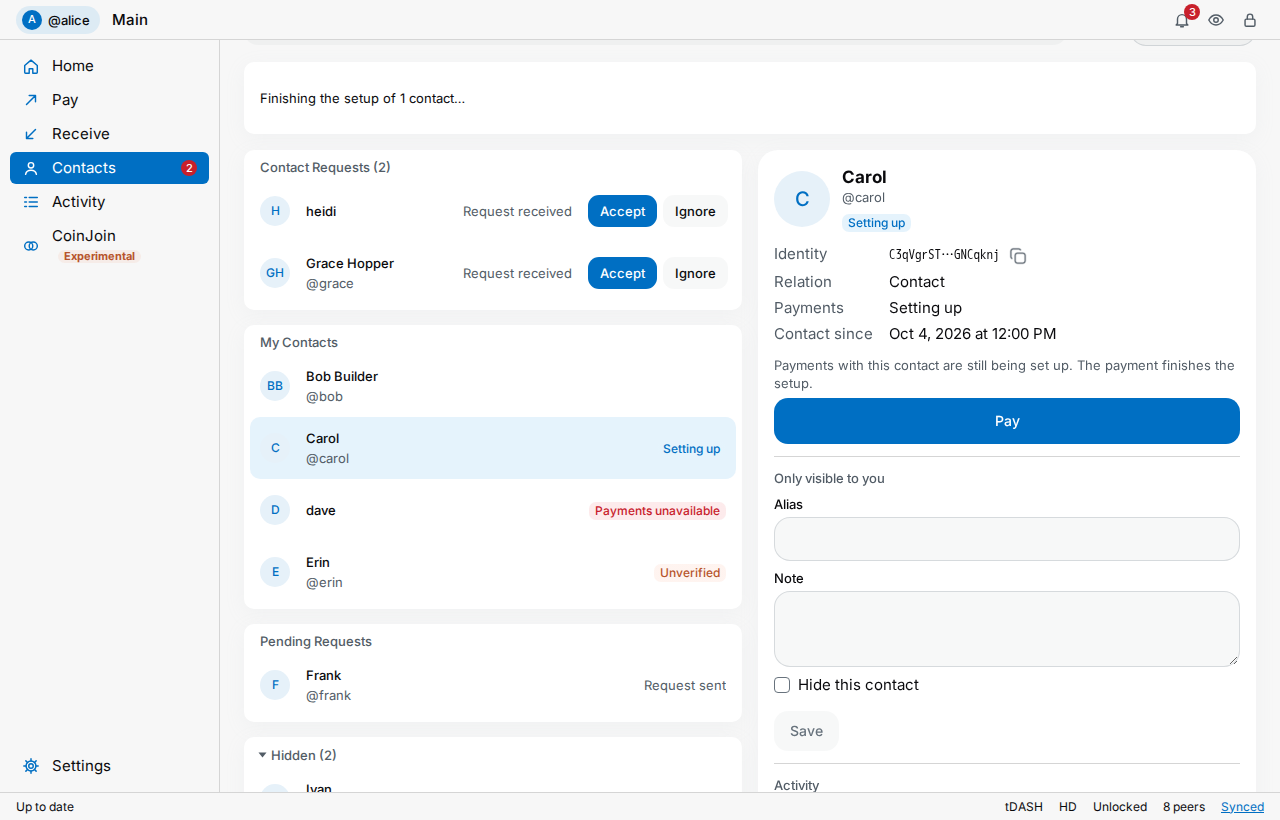 A @alice Main 3
Home
Pay
Receive
Contacts 2
Activity
CoinJoin
Experimental
Settings
Finishing the setup of 1 contact...
Contact Requests (2)
H heidi Request received Accept Ignore
GH Grace Hopper
@grace Request received Accept Ignore
My Contacts
BB Bob Builder
@bob
C Carol
@carol Setting up
D dave Payments unavailable
E Erin
@erin Unverified
Pending Requests
F Frank
@frank Request sent
Hidden (2)
Ivan
C Carol
@carol
Setting up
Identity C3qVgrST···GNCqknj
Relation Contact
Payments Setting up
Contact since Oct 4, 2026 at 12:00 PM
Payments with this contact are still being set up. The payment finishes the
setup.
Pay
Only visible to you
Alias
Note
Hide this contact
Save
Activity
Up to date tDASH HD Unlocked 8 peers Synced